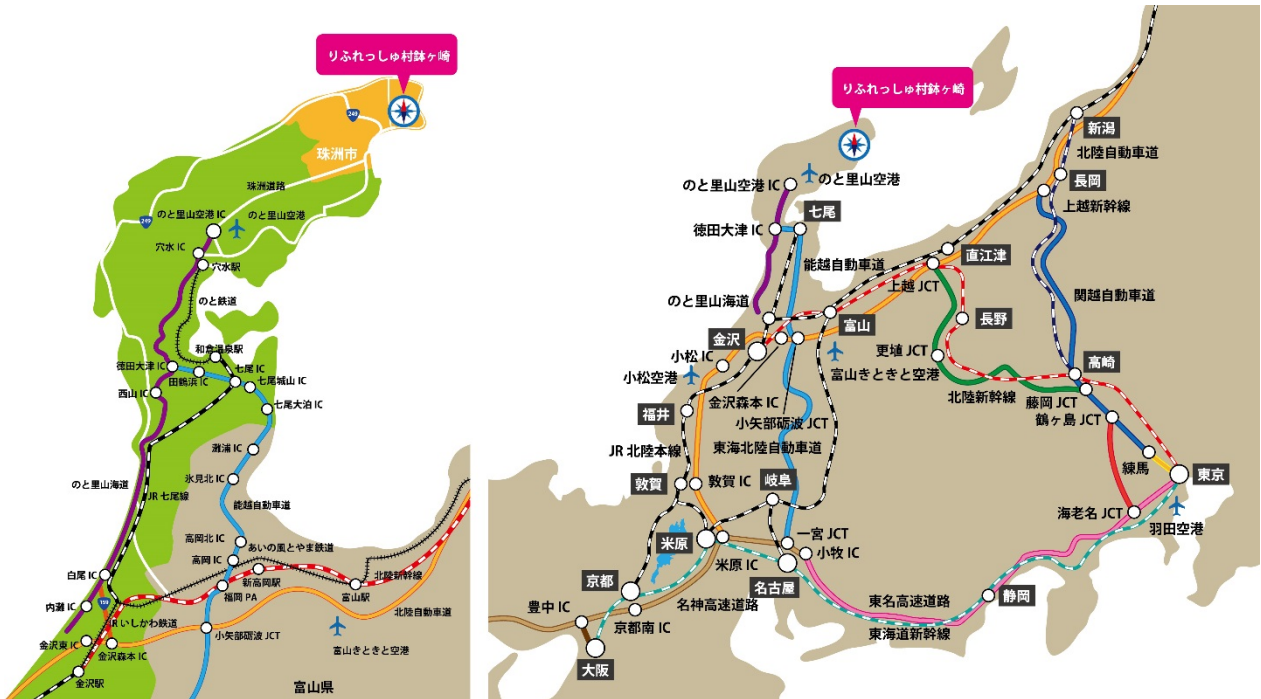 りふれっしゅ村鉢ヶ崎
249
珠洲市
珠洲道路
のと里山空港 IC
のと里山空港
249
穴水 IC
穴水駅
のと鉄道
和倉温泉駅
徳田大津 IC
七尾 IC
田鶴浜 IC
七尾城山 IC
西山 IC
七尾大泊 IC
灘浦 IC
氷見北 IC
のと里山海道
JR 七尾線
能越自動車道
高岡北 IC
あいの風とやま鉄道
高岡 IC
新高岡駅
北陸新幹線
白尾 IC
福岡 PA
富山駅
159
内灘 IC
北陸自動車道
IR いしかわ鉄道
小矢部砺波 JCT
金沢東 IC
金沢森本 IC
富山きときと空港
金沢駅
富山県
りふれっしゅ村鉢ヶ崎
新潟
北陸自動車道
のと里山空港 IC
のと里山空港
長岡
上越新幹線
七尾
徳田大津 IC
直江津
能越自動車道
上越 JCT
関越自動車道
のと里山海道
長野
富山
金沢
更埴 JCT
小松 IC
高崎
小松空港
富山きときと空港
北陸新幹線
藤岡 JCT
金沢森本 IC
鶴ヶ島 JCT
福井
小矢部砺波 JCT
JR 北陸本線
東海北陸自動車道
練馬
東京
敦賀
敦賀 IC
岐阜
海老名 JCT
羽田空港
一宮 JCT
米原
小牧 IC
米原 IC
京都
名古屋
静岡
豊中 IC
名神高速道路
東名高速道路
京都南 IC
東海道新幹線
大阪